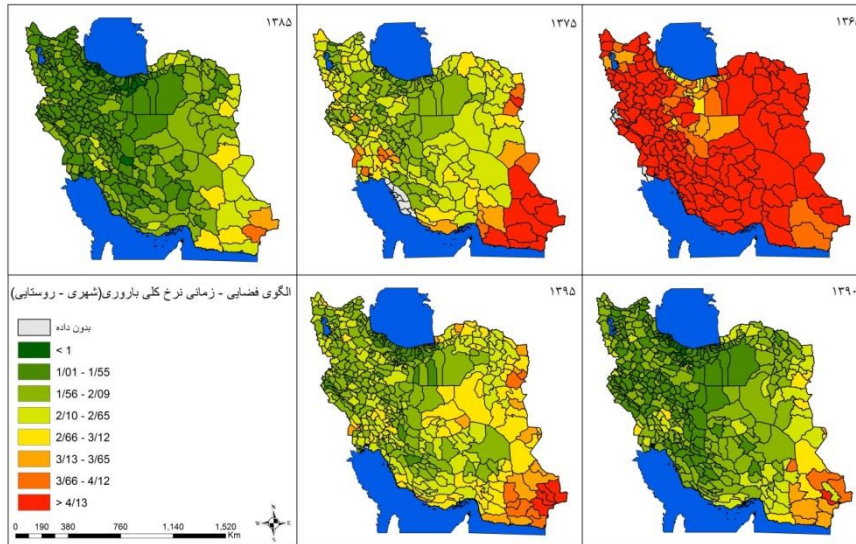 ۱۳۸۵
۱۳۷۵
الگوی فضایی - زمانی نرخ کلی باروری(شهری - روستایی)
بدون داده
< 1
1/01 - 1/55
1/56 - 2/09
2/10 - 2/65
2/66 - 3/12
3/13 - 3/65
3/66 - 4/12
> 4/13
N
W
E
S
0 190 380 760 1,140 1,520
Km
۱۳۹۵
۱۳۹۰